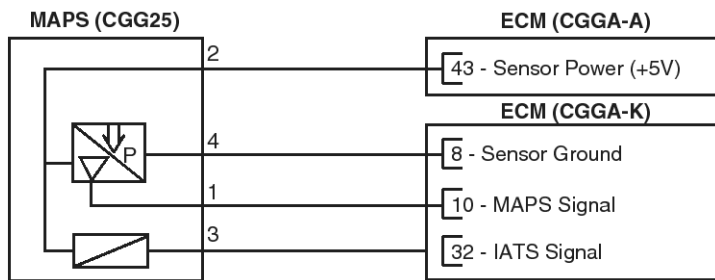 MAPS (CGG25)
ECM (CGGA-A)
2
43 - Sensor Power (+5V)
ECM (CGGA-K)
P
4
8 - Sensor Ground
1
10 - MAPS Signal
3
32 - IATS Signal